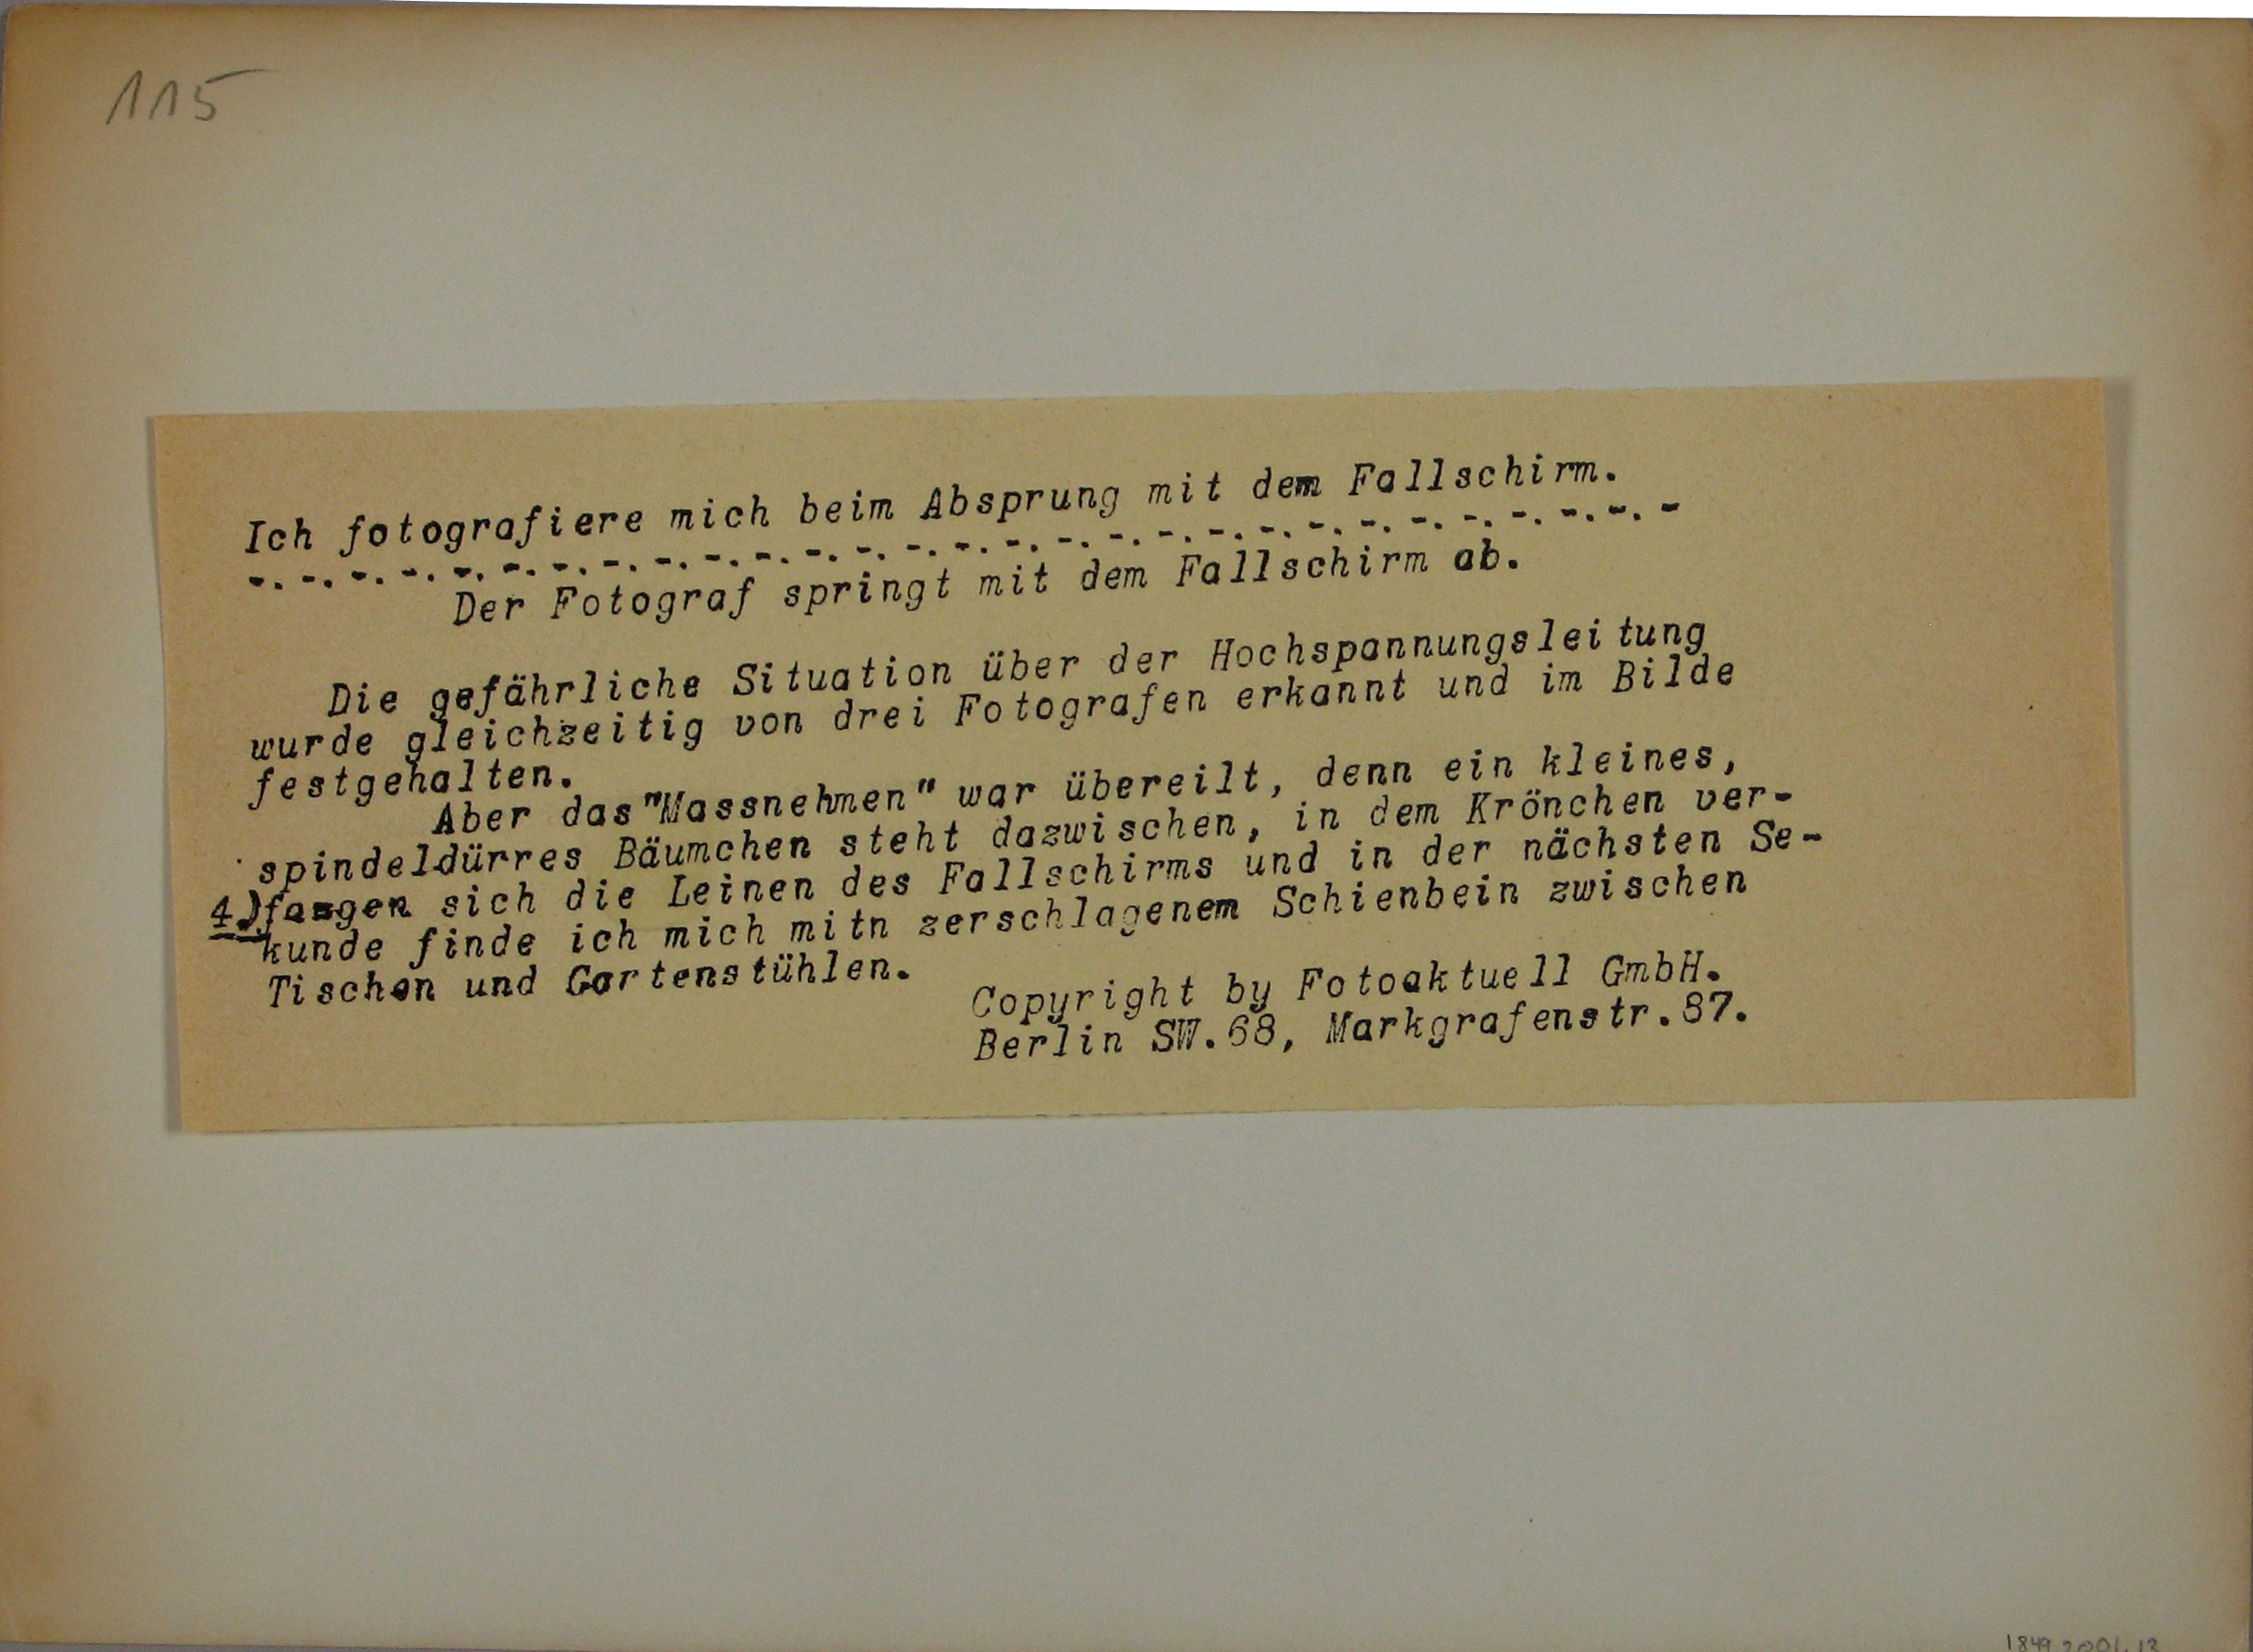 115
Ich fotografiere mich beim Absprung mit dem Fallschirm.
-.-.-.-.-.-.-.-.-.-.-.-.-.-.-.-.-.-.-.-.-.-.-.-.-.-.-.-.-
Der Fotograf springt mit dem Fallschirm ab.
Die gefährliche Situation über der Hochspannungsleitung
wurde gleichzeitig von drei Fotografen erkannt und im Bilde
festgehalten.
Aber das "Massnehmen" war übereilt, denn ein kleines,
spindeldürres Bäumchen steht dazwischen, in dem Krönchen ver-
4.)fangen sich die Leinen des Fallschirms und in der nächsten Se-
kunde finde ich mich mitn zerschlagenem Schienbein zwischen
Tischen und Gartenstühlen.
Copyright by Fotoaktuell GmbH.
Berlin SW.68, Markgrafenstr.87.